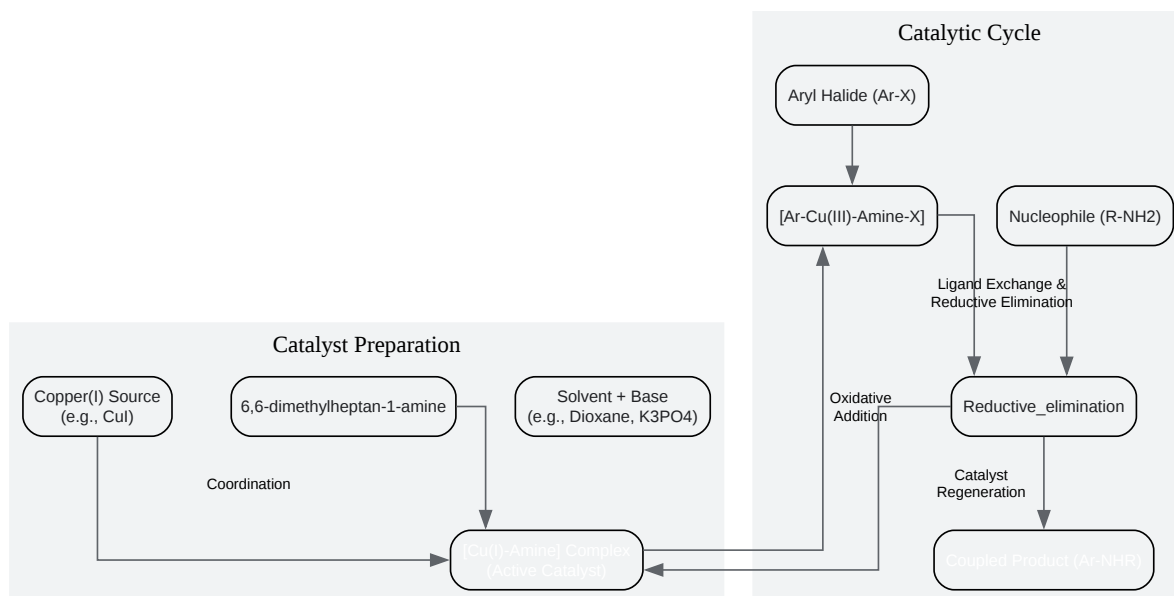 Catalytic Cycle
Aryl Halide (Ar-X)
[Ar-Cu(III)-Amine-X]
Nucleophile (R-NH2)
Ligand Exchange &
Reductive Elimination
Catalyst Preparation
Copper(I) Source
(e.g., CuI)
6,6-dimethylheptan-1-amine
Solvent + Base
(e.g., Dioxane, K3PO4)
Oxidative
Addition
Reductive_elimination
Coordination
Catalyst
Regeneration
[Cu(I)-Amine] Complex
(Active Catalyst)
Coupled Product (Ar-NHR)